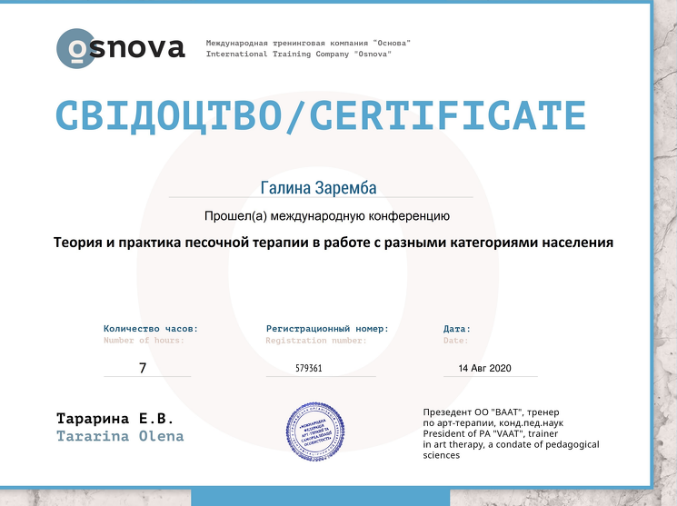 osnova
Международная тренинговая компания "Основа"
International Training Company "Osnova"
СВІДОЦТВО/CERTIFICATE
Галина Заремба
Прошел(а) международную конференцию
Теория и практика песочной терапии в работе с разными категориями населения
Количество часов:
Number of hours:
7
Регистрационный номер:
Registration number:
579361
Дата:
Date:
14 Авг 2020
Тарарина Е.В.
Tararina Olena
Презедент ОО "ВААТ", тренер
по арт-терапии, конд.пед.наук
President of PA "VAAT", trainer
in art therapy, a condate of pedagogical
sciences